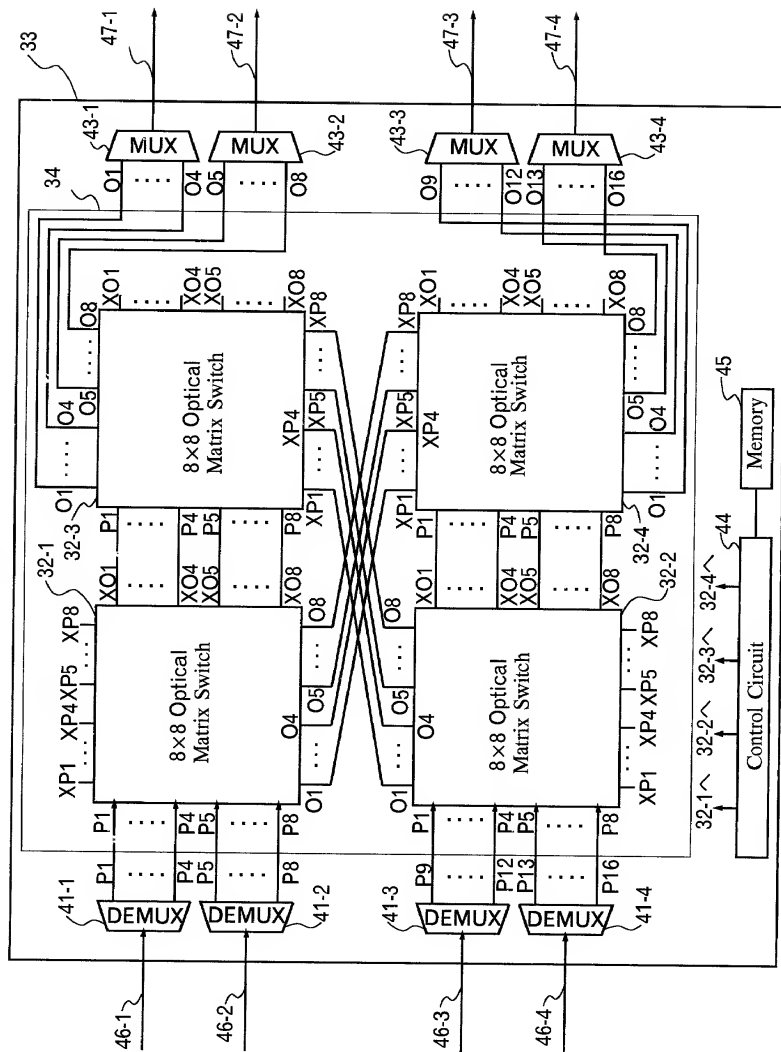 47-1
47-2
47-3
47-4
33
43-1
MUX
MUX
43-2
43-3
MUX
MUX
43-4
34
O1
....
O4
O5
....
O8
O9
....
O12
O13
....
O16
O1
....
O4
O5
....
O8
32-3
8×8 Optical
Matrix Switch
XO1
....
XO4
XO5
....
XO8
P1
....
P4
P5
....
P8
XP1
...
XP4
XP5
...
XP8
XP1
...
XP4
XP5
...
XP8
8×8 Optical
Matrix Switch
XO1
....
XO4
XO5
....
XO8
P1
....
P4
P5
....
P8
O1
....
O4
O5
....
O8
32-4
32-1
XP1
....
XP4
XP5
....
XP8
8×8 Optical
Matrix Switch
XO1
....
XO4
XO5
....
XO8
P1
....
P4
P5
....
P8
O1
...
O4
O5
...
O8
O1
...
O4
O5
...
O8
8×8 Optical
Matrix Switch
XO1
....
XO4
XO5
....
XO8
32-2
P1
....
P4
P5
....
P8
XP1
....
XP4
XP5
....
XP8
P1
....
P4
P5
....
P8
P9
....
P12
P13
....
P16
41-1
DEMUX
DEMUX
41-2
41-3
DEMUX
DEMUX
41-4
46-1
46-2
46-3
46-4
32-1へ
32-2へ
32-3へ
32-4へ
44
Control Circuit
45
Memory